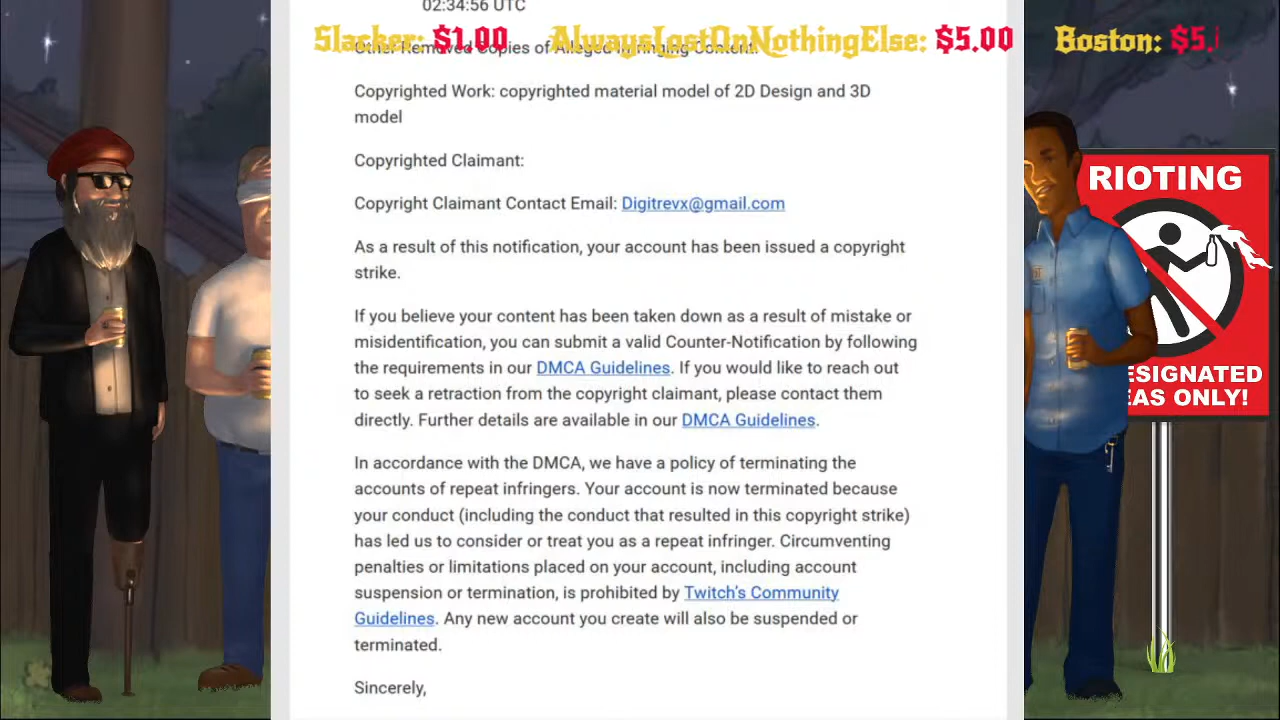 02:34:56 UTC
Slacker: $1.00 AlwaysLostOnNothingElse: $5.00 Boston: $5.
Other Removed Copies of Alleged Infringing Content:
Copyrighted Work: copyrighted material model of 2D Design and 3D
model
Copyrighted Claimant:
Copyright Claimant Contact Email: Digitrevx@gmail.com
As a result of this notification, your account has been issued a copyright
strike.
If you believe your content has been taken down as a result of mistake or
misidentification, you can submit a valid Counter-Notification by following
the requirements in our DMCA Guidelines. If you would like to reach out
to seek a retraction from the copyright claimant, please contact them
directly. Further details are available in our DMCA Guidelines.
In accordance with the DMCA, we have a policy of terminating the
accounts of repeat infringers. Your account is now terminated because
your conduct (including the conduct that resulted in this copyright strike)
has led us to consider or treat you as a repeat infringer. Circumventing
penalties or limitations placed on your account, including account
suspension or termination, is prohibited by Twitch's Community
Guidelines. Any new account you create will also be suspended or
terminated.
Sincerely,
RIOTING
ESIGNATED
EAS ONLY!